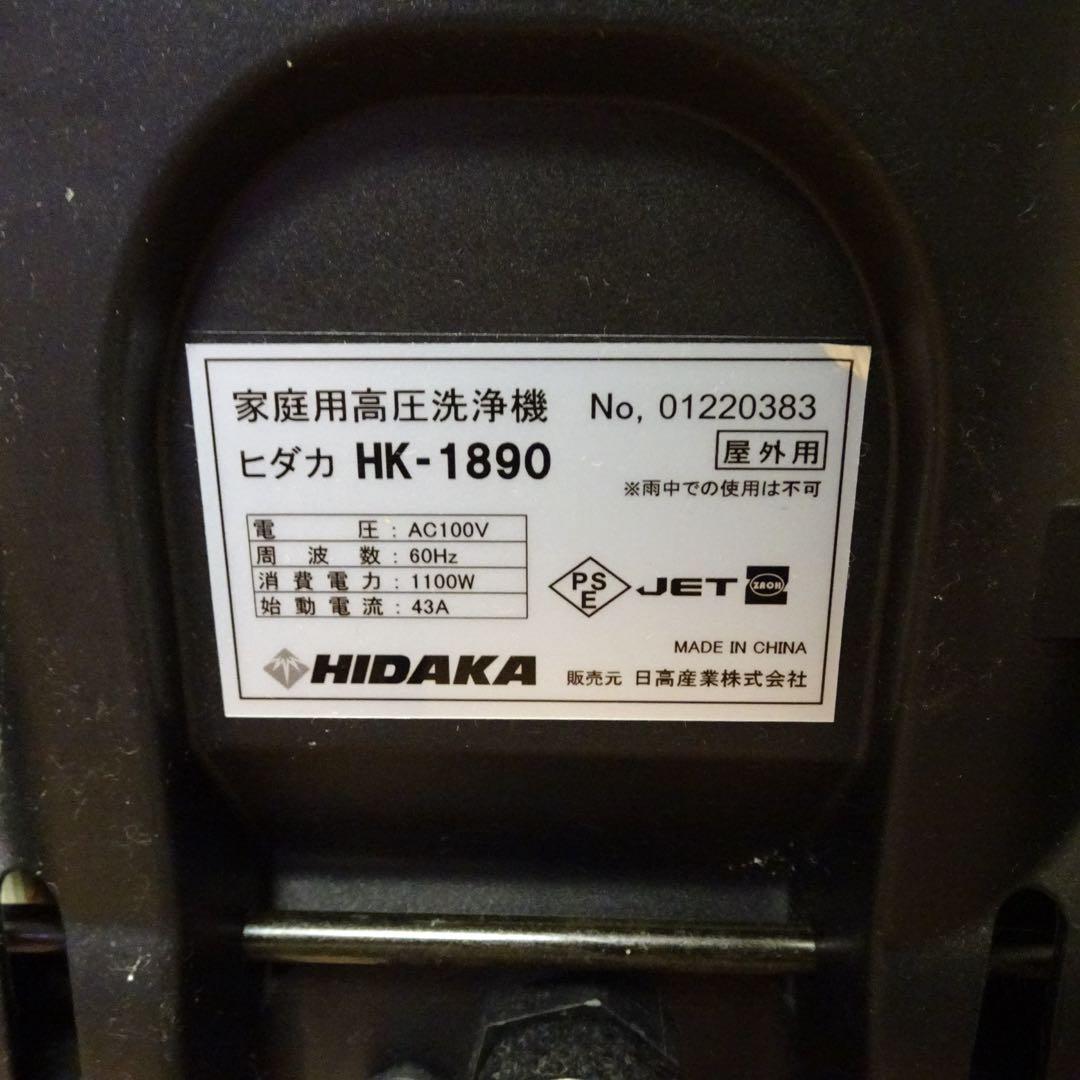 家庭用高圧洗浄機 No, 01220383
ヒダカ HK-1890 屋外用
※雨中での使用は不可
電圧: AC100V
周波数: 60Hz
消費電力: 1100W
始動電流: 43A
PSE JET ZAOH
MADE IN CHINA
HIDAKA 販売元 日高産業株式会社